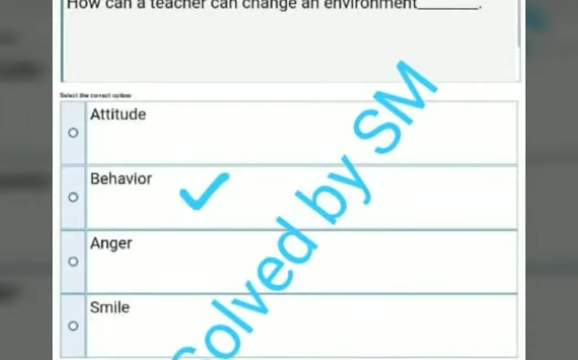 How can a teacher can change an environment________.
Select the correct option
Attitude
Behavior
Anger
Smile
Solved by SM